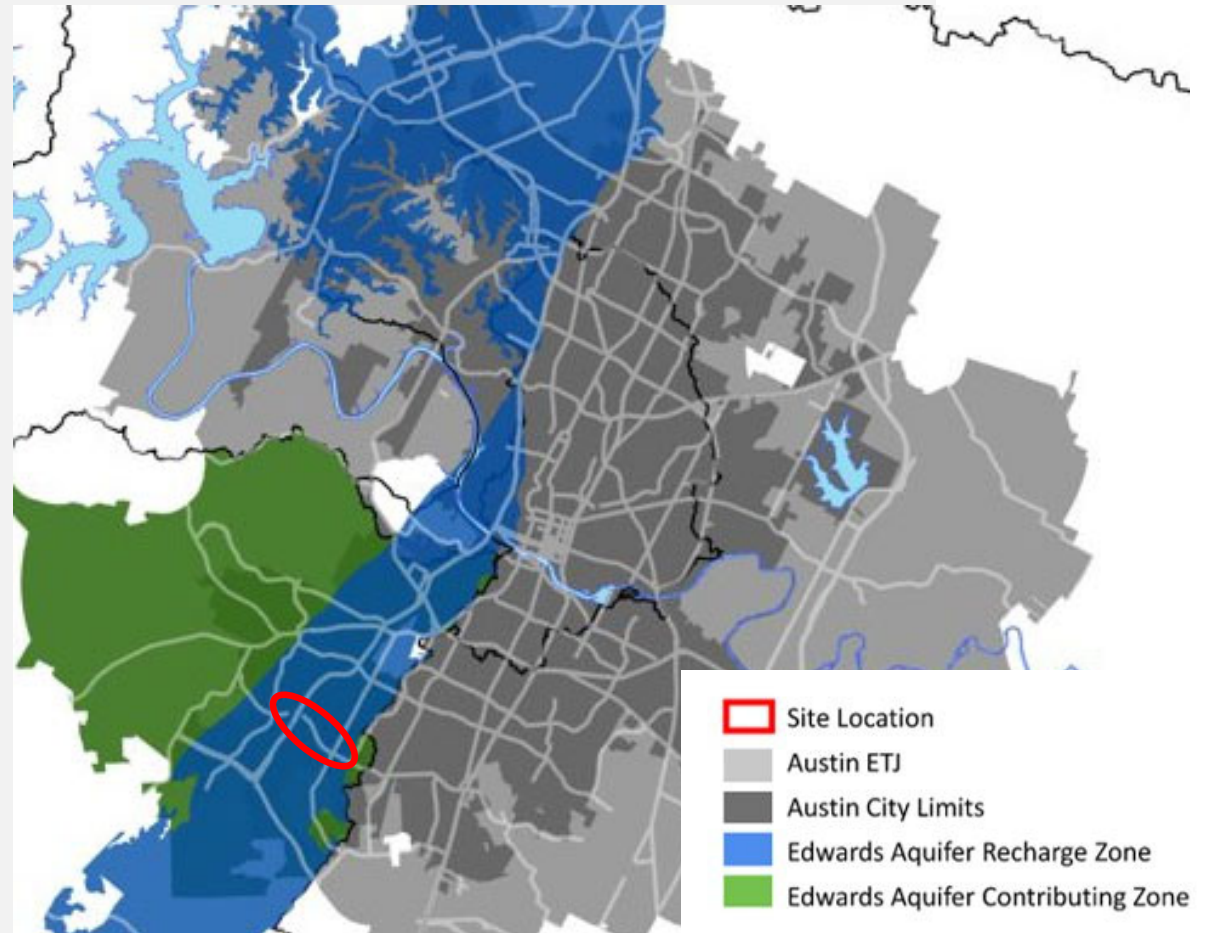 Site Location
Austin ETJ
Austin City Limits
Edwards Aquifer Recharge Zone
Edwards Aquifer Contributing Zone